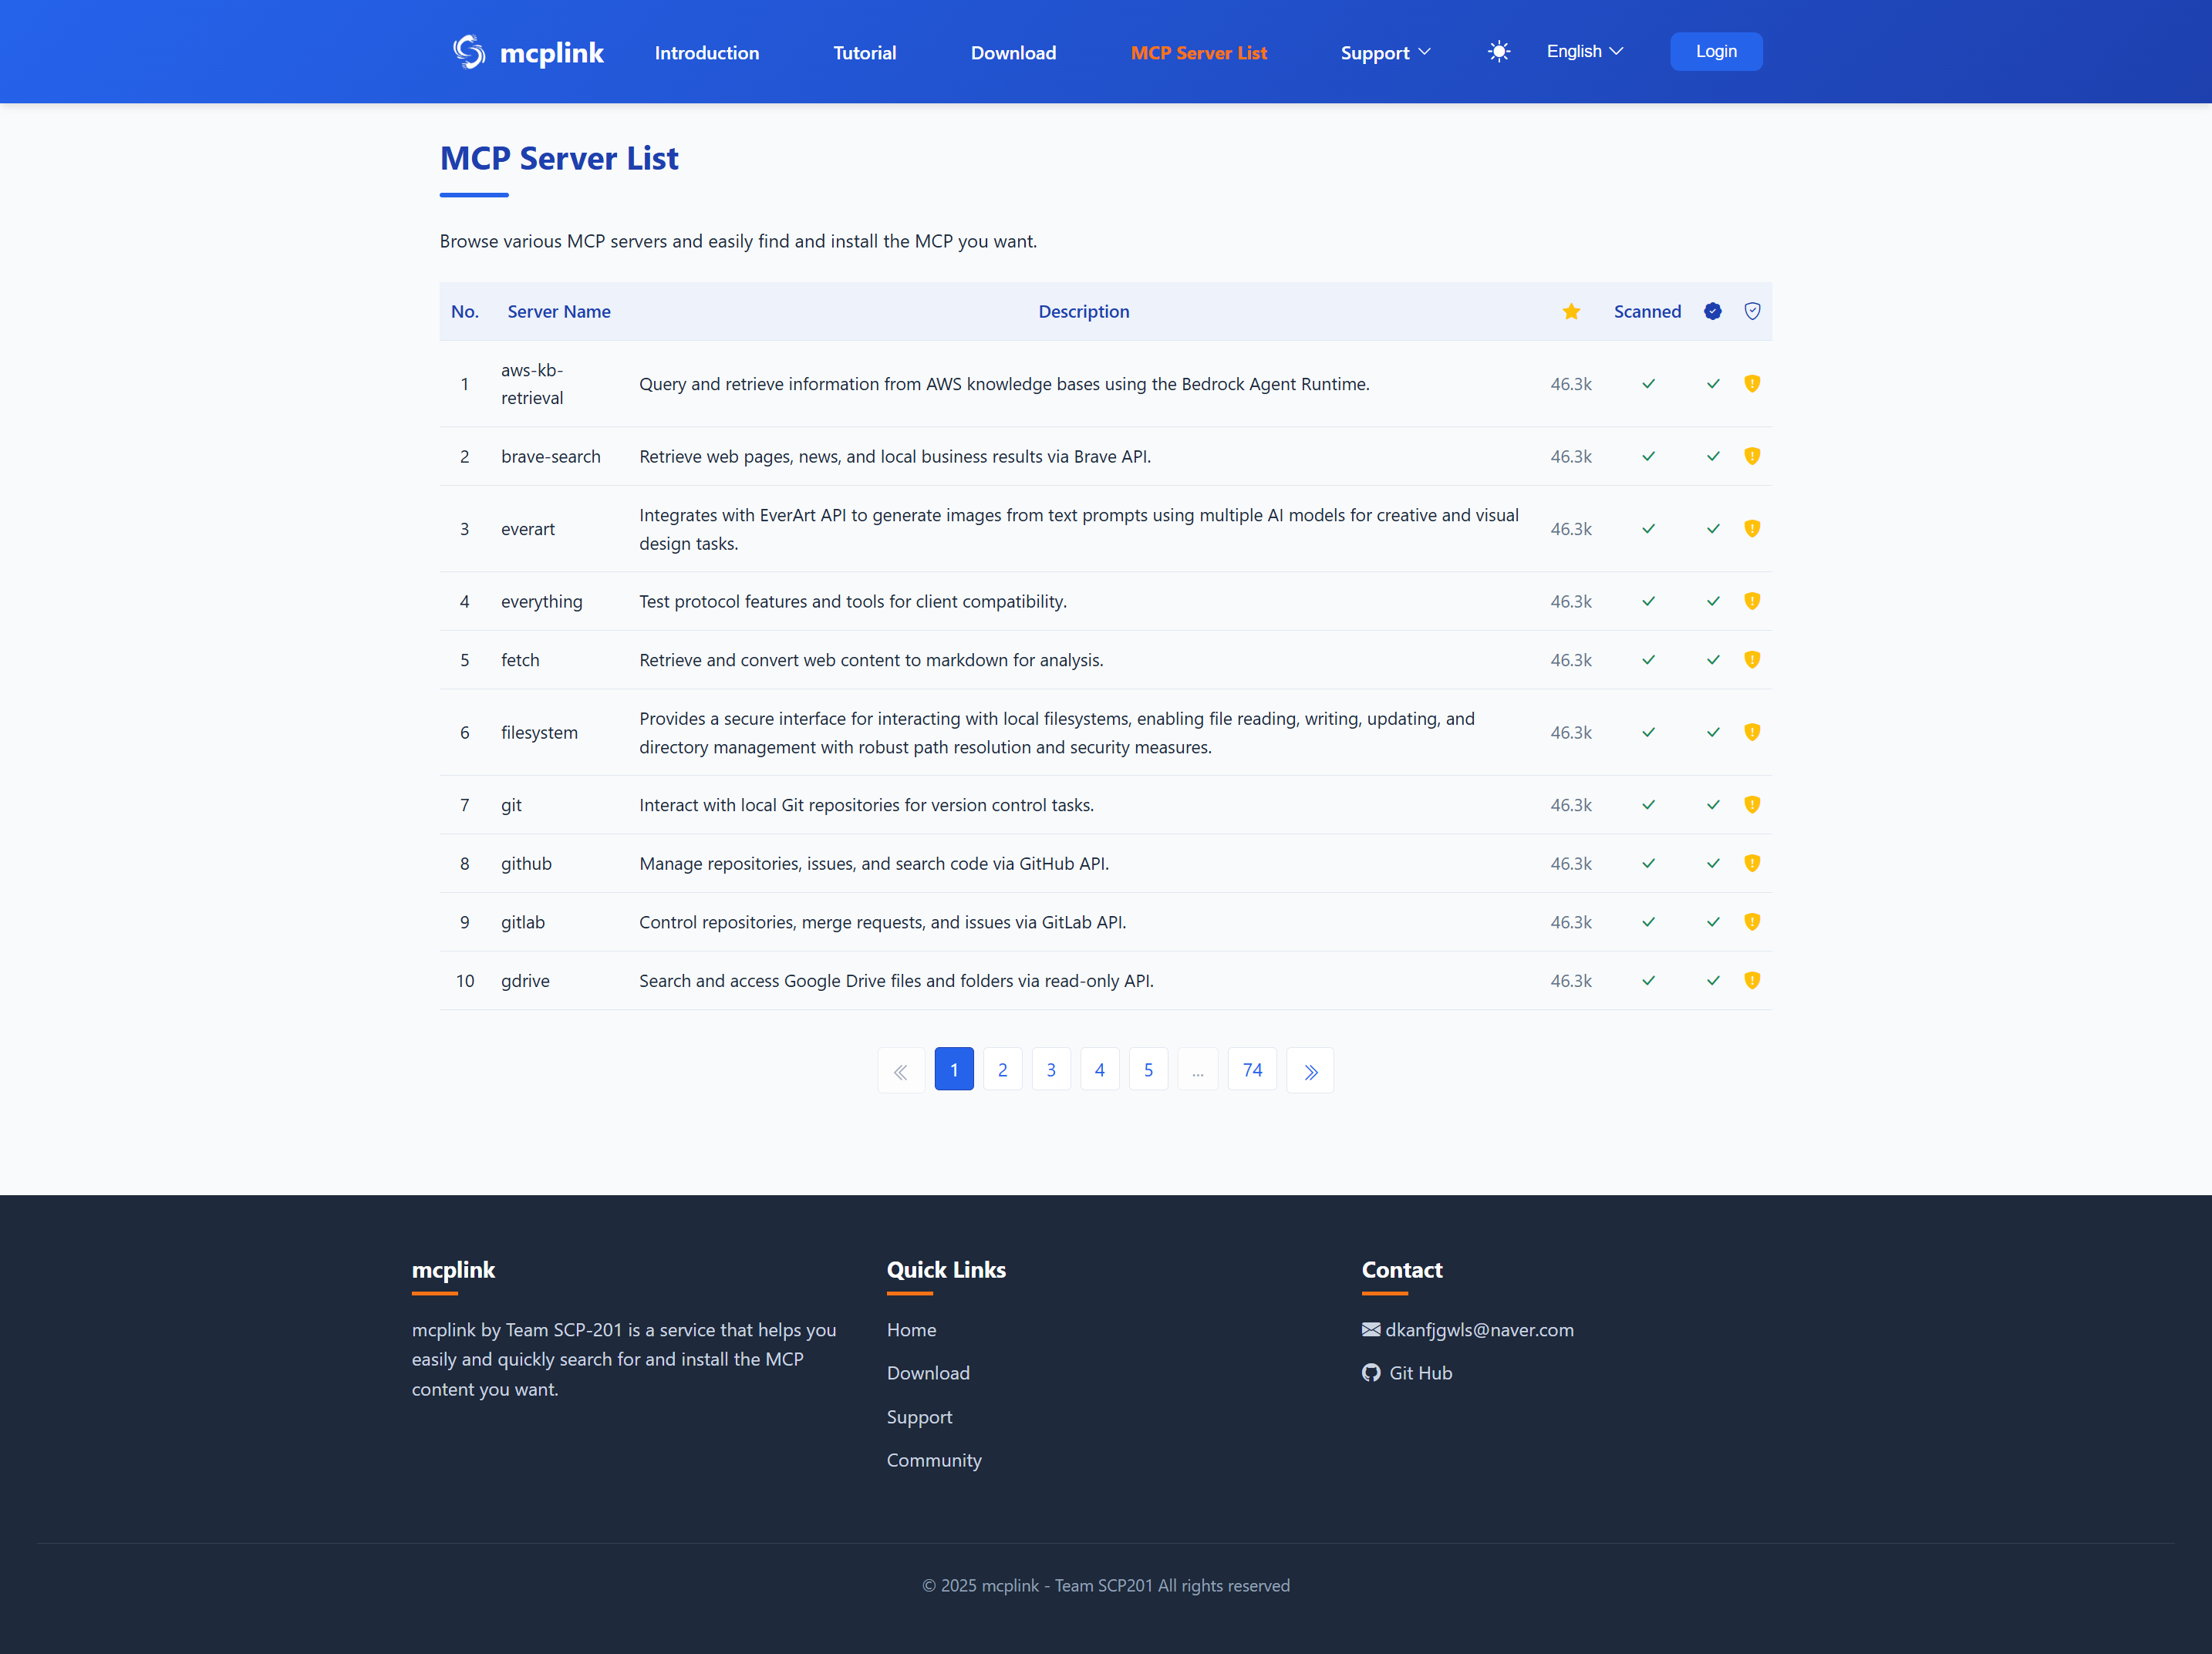 mcplink
Introduction
Tutorial
Download
MCP Server List
Support
English
Login
MCP Server List
Browse various MCP servers and easily find and install the MCP you want.
No. Server Name Description Scanned
1 aws-kb-retrieval Query and retrieve information from AWS knowledge bases using the Bedrock Agent Runtime. 46.3k
2 brave-search Retrieve web pages, news, and local business results via Brave API. 46.3k
3 everart Integrates with EverArt API to generate images from text prompts using multiple AI models for creative and visual
design tasks. 46.3k
4 everything Test protocol features and tools for client compatibility. 46.3k
5 fetch Retrieve and convert web content to markdown for analysis. 46.3k
6 filesystem Provides a secure interface for interacting with local filesystems, enabling file reading, writing, updating, and
directory management with robust path resolution and security measures. 46.3k
7 git Interact with local Git repositories for version control tasks. 46.3k
8 github Manage repositories, issues, and search code via GitHub API. 46.3k
9 gitlab Control repositories, merge requests, and issues via GitLab API. 46.3k
10 gdrive Search and access Google Drive files and folders via read-only API. 46.3k
« 1 2 3 4 5 ... 74 »
mcplink
mcplink by Team SCP-201 is a service that helps you
easily and quickly search for and install the MCP
content you want.
Quick Links
Home
Download
Support
Community
Contact
dkanfjgwls@naver.com
Git Hub
© 2025 mcplink - Team SCP201 All rights reserved